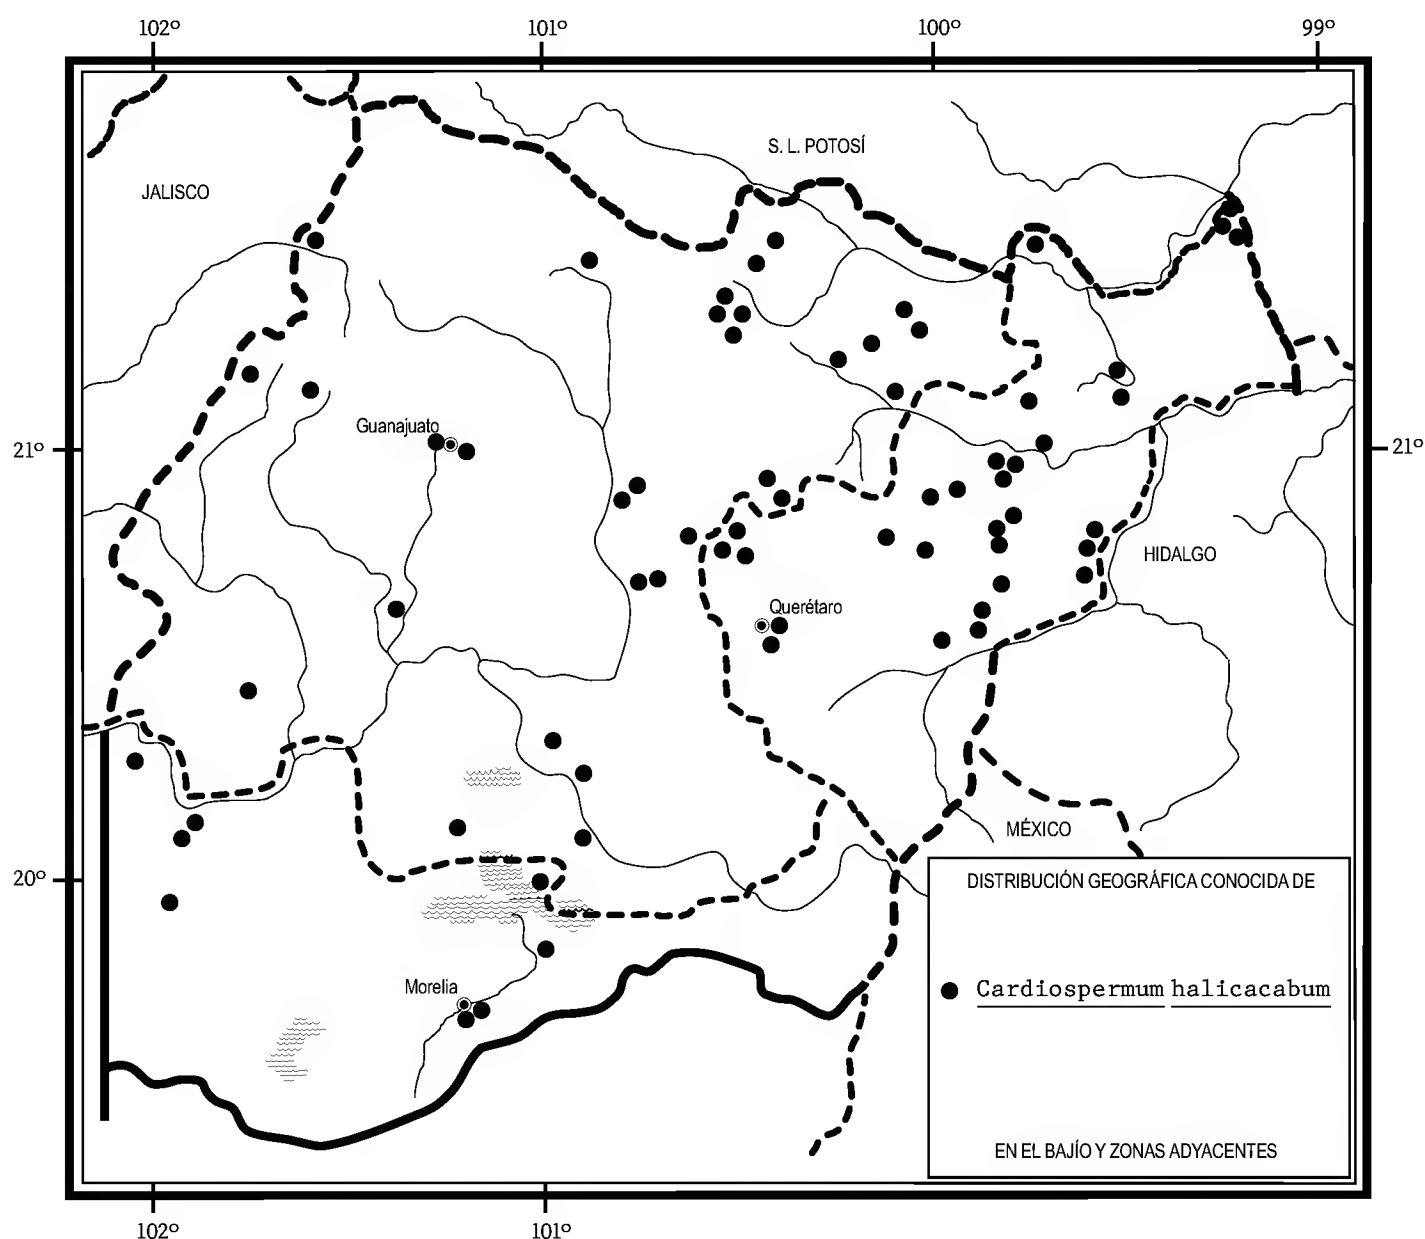 102° 101° 100° 99°
S. L. POTOSÍ
JALISCO
Guanajuato
21° 21°
HIDALGO
Querétaro
MÉXICO
20°
DISTRIBUCIÓN GEOGRÁFICA CONOCIDA DE
Cardiospermum halicacabum
Morelia
EN EL BAJÍO Y ZONAS ADYACENTES
102° 101°